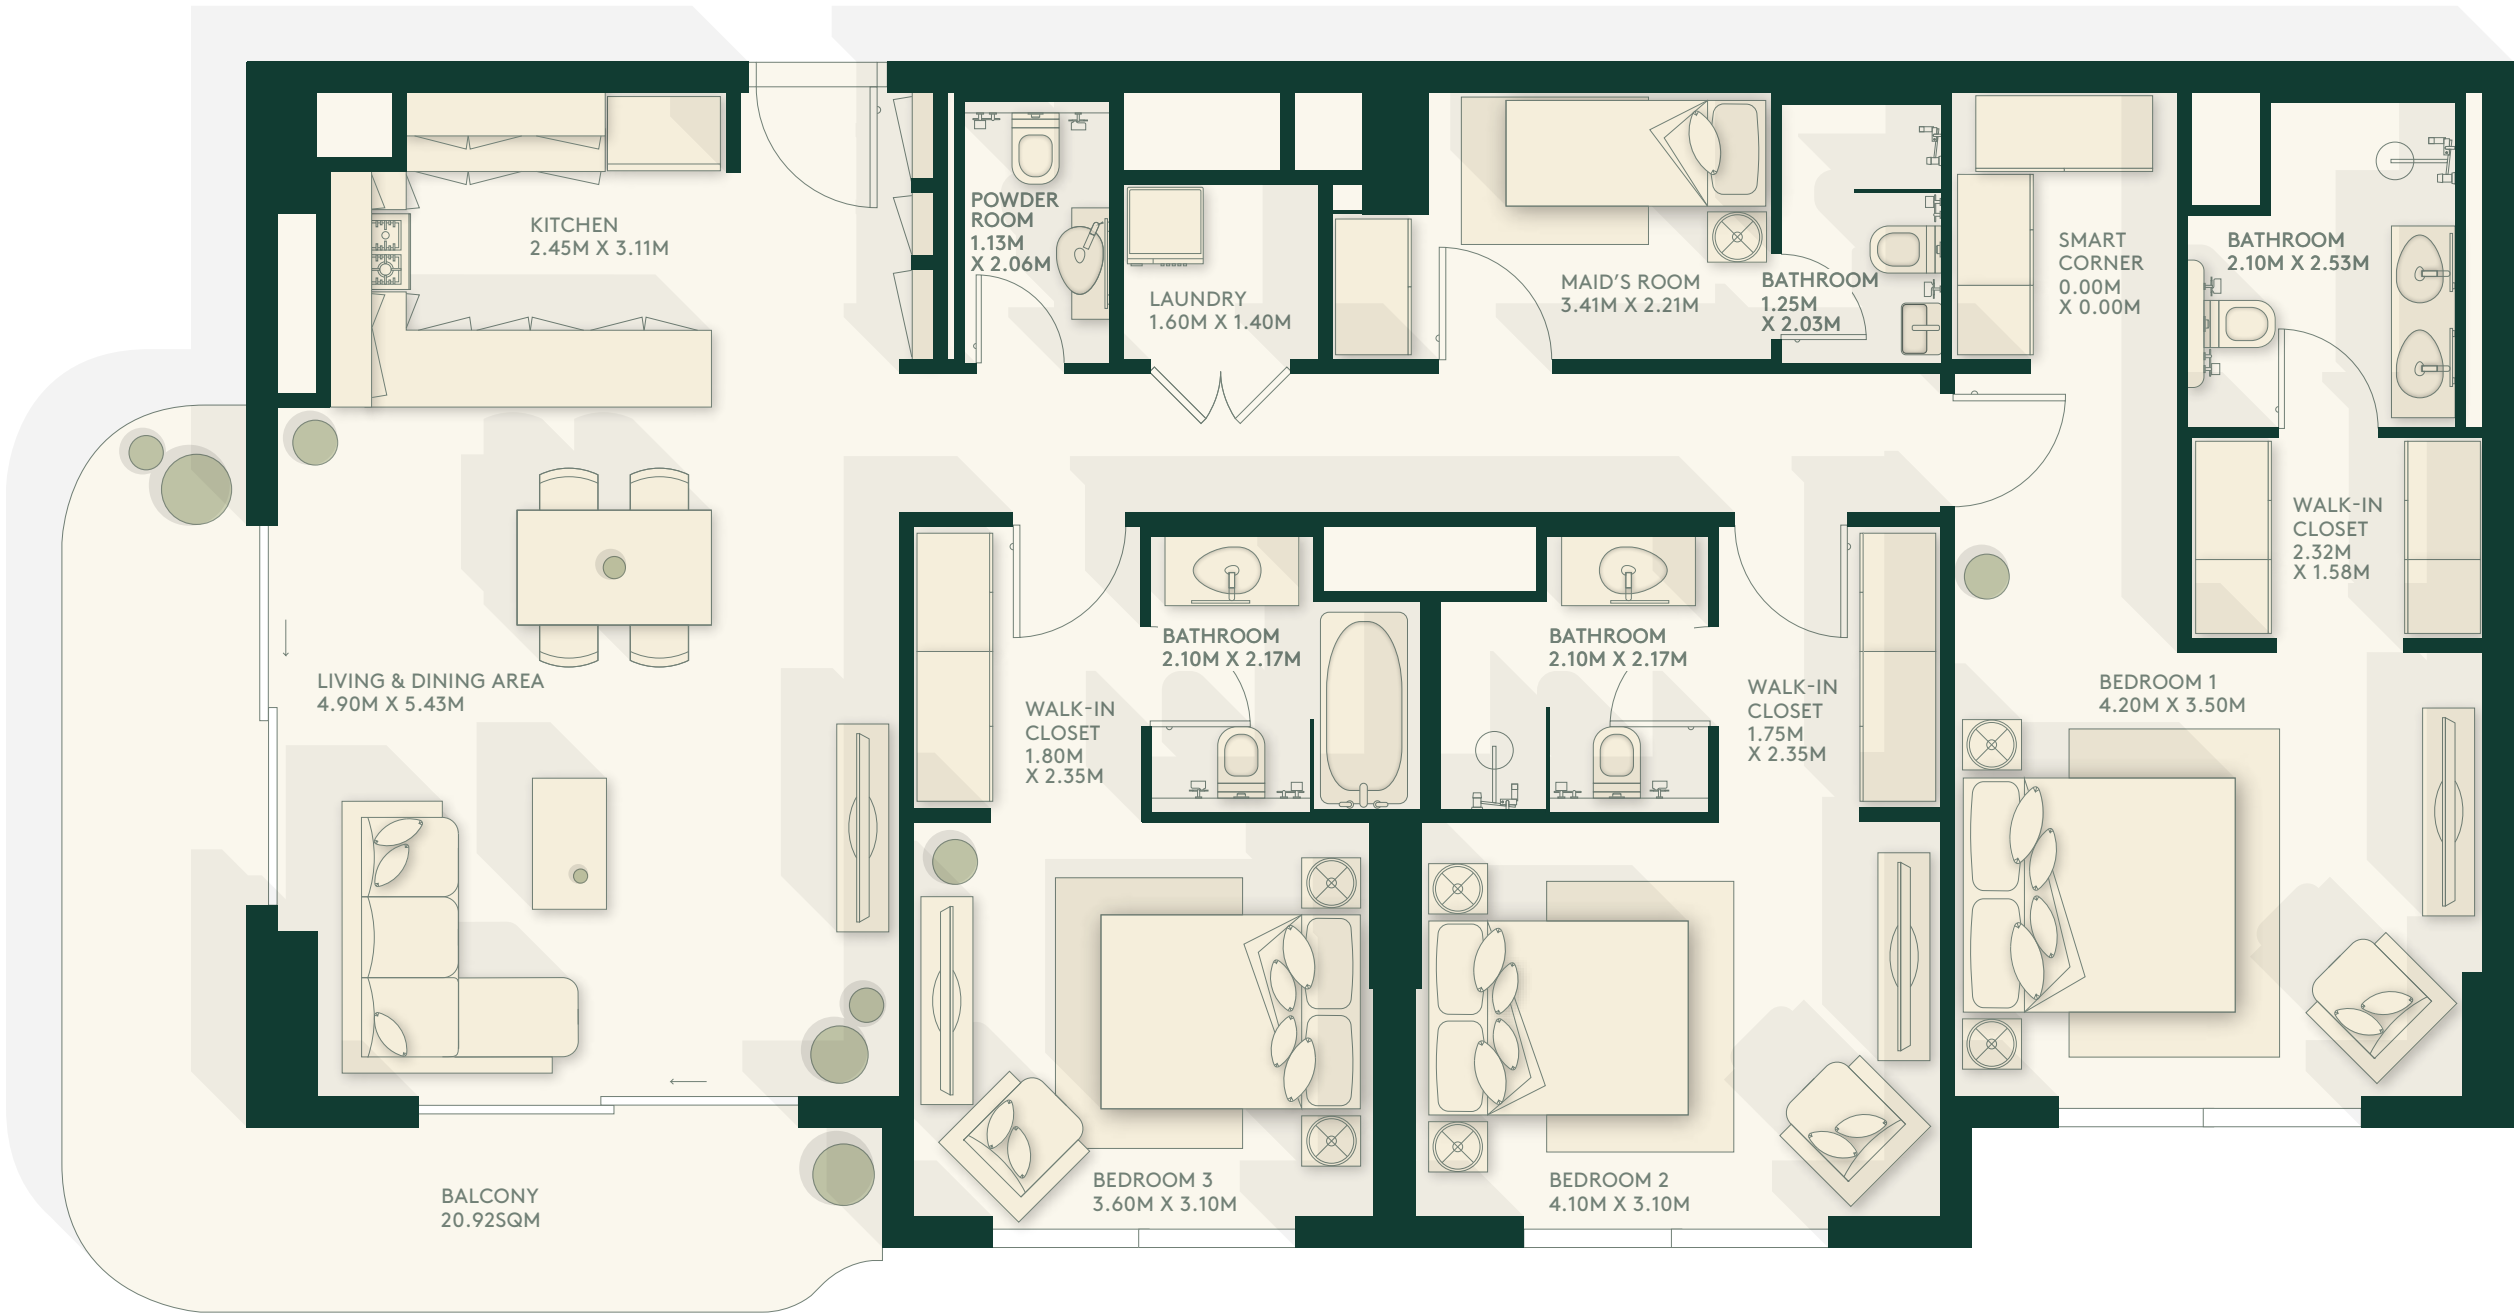 KITCHEN
2.45M X 3.11M
POWDER
ROOM
1.13M
X 2.06M
LAUNDRY
1.60M X 1.40M
MAID'S ROOM
3.41M X 2.21M
BATHROOM
1.25M
X 2.03M
SMART
CORNER
0.00M
X 0.00M
BATHROOM
2.10M X 2.53M
WALK-IN
CLOSET
2.32M
X 1.58M
LIVING & DINING AREA
4.90M X 5.43M
WALK-IN
CLOSET
1.80M
X 2.35M
BATHROOM
2.10M X 2.17M
BATHROOM
2.10M X 2.17M
WALK-IN
CLOSET
1.75M
X 2.35M
BEDROOM 1
4.20M X 3.50M
BALCONY
20.92SQM
BEDROOM 3
3.60M X 3.10M
BEDROOM 2
4.10M X 3.10M